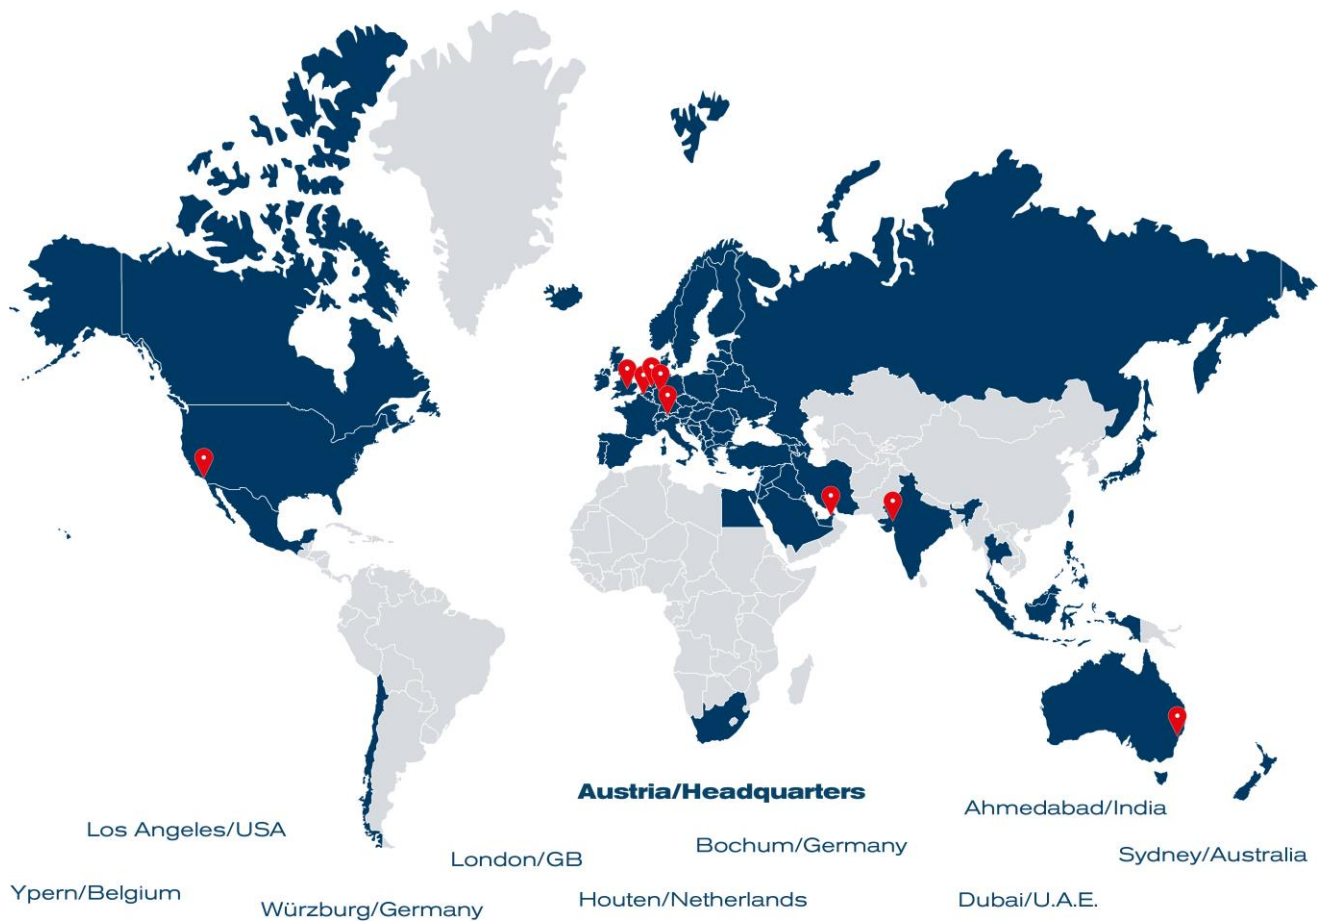 Austria/Headquarters
Ahmedabad/India
Los Angeles/USA
Bochum/Germany
London/GB
Sydney/Australia
Ypern/Belgium
Houten/Netherlands
Dubai/U.A.E.
Würzburg/Germany